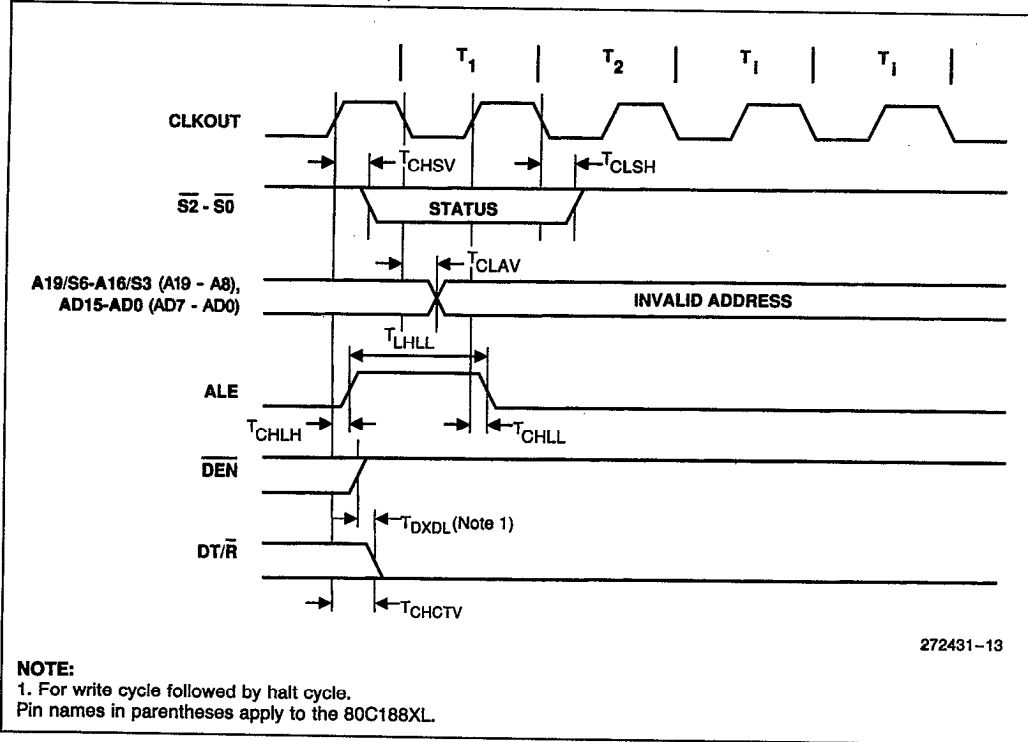 T1 T2 Ti Ti
CLKOUT
TCHSV TCLSH
S2 - S0 STATUS
TCLAV
A19/S6-A16/S3 (A19 - A8),
AD15-AD0 (AD7 - AD0)
INVALID ADDRESS
TLHLL
ALE
TCHLH TCHLL
DEN
TDXDL (Note 1)
DT/R
TCHCTV
272431-13
NOTE:
1. For write cycle followed by halt cycle.
Pin names in parentheses apply to the 80C188XL.